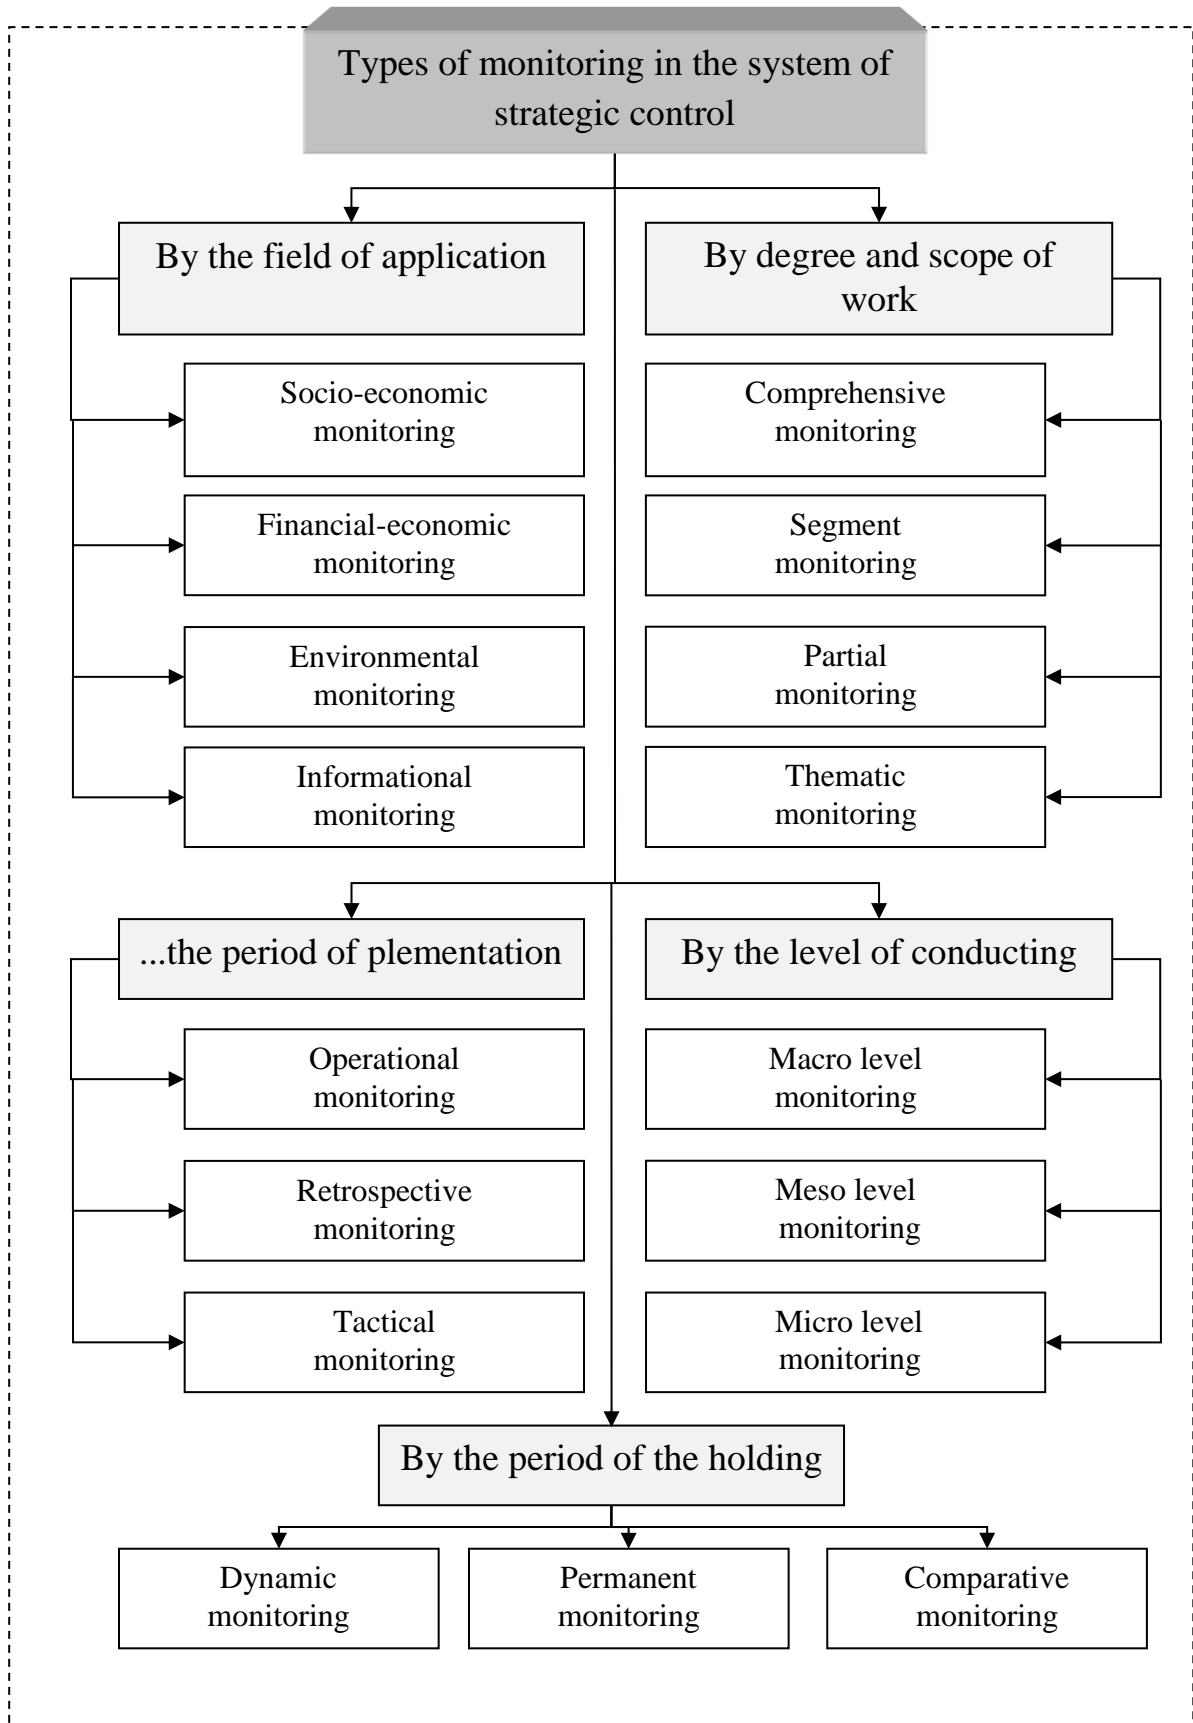 Types of monitoring in the system of
strategic control
By the field of application
Socio-economic
monitoring
Financial-economic
monitoring
Environmental
monitoring
Informational
monitoring
By degree and scope of
work
Comprehensive
monitoring
Segment
monitoring
Partial
monitoring
Thematic
monitoring
...the period of plementation
Operational
monitoring
Retrospective
monitoring
Tactical
monitoring
By the level of conducting
Macro level
monitoring
Meso level
monitoring
Micro level
monitoring
By the period of the holding
Dynamic
monitoring
Permanent
monitoring
Comparative
monitoring